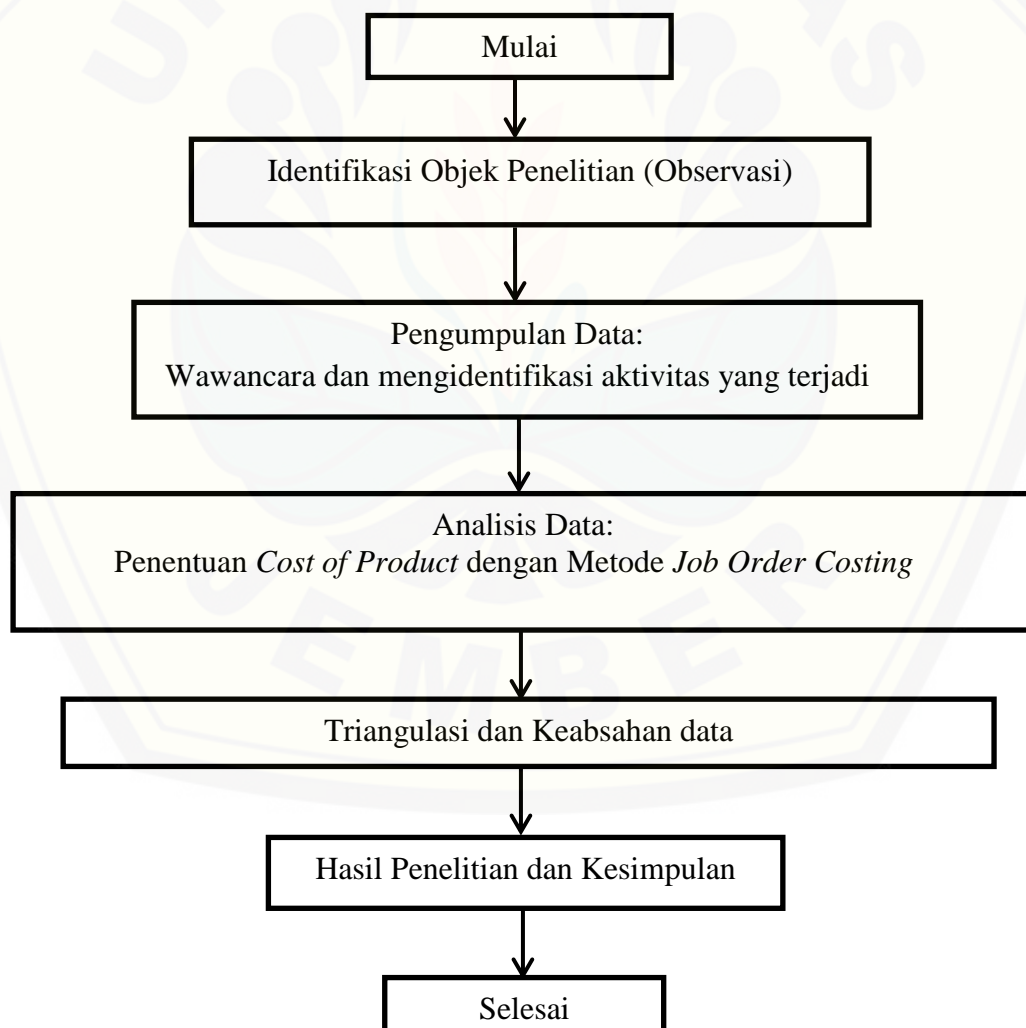 Mulai
Identifikasi Objek Penelitian (Observasi)
Pengumpulan Data:
Wawancara dan mengidentifikasi aktivitas yang terjadi
Analisis Data:
Penentuan Cost of Product dengan Metode Job Order Costing
EMBER
Triangulasi dan Keabsahan data
Hasil Penelitian dan Kesimpulan
Selesai